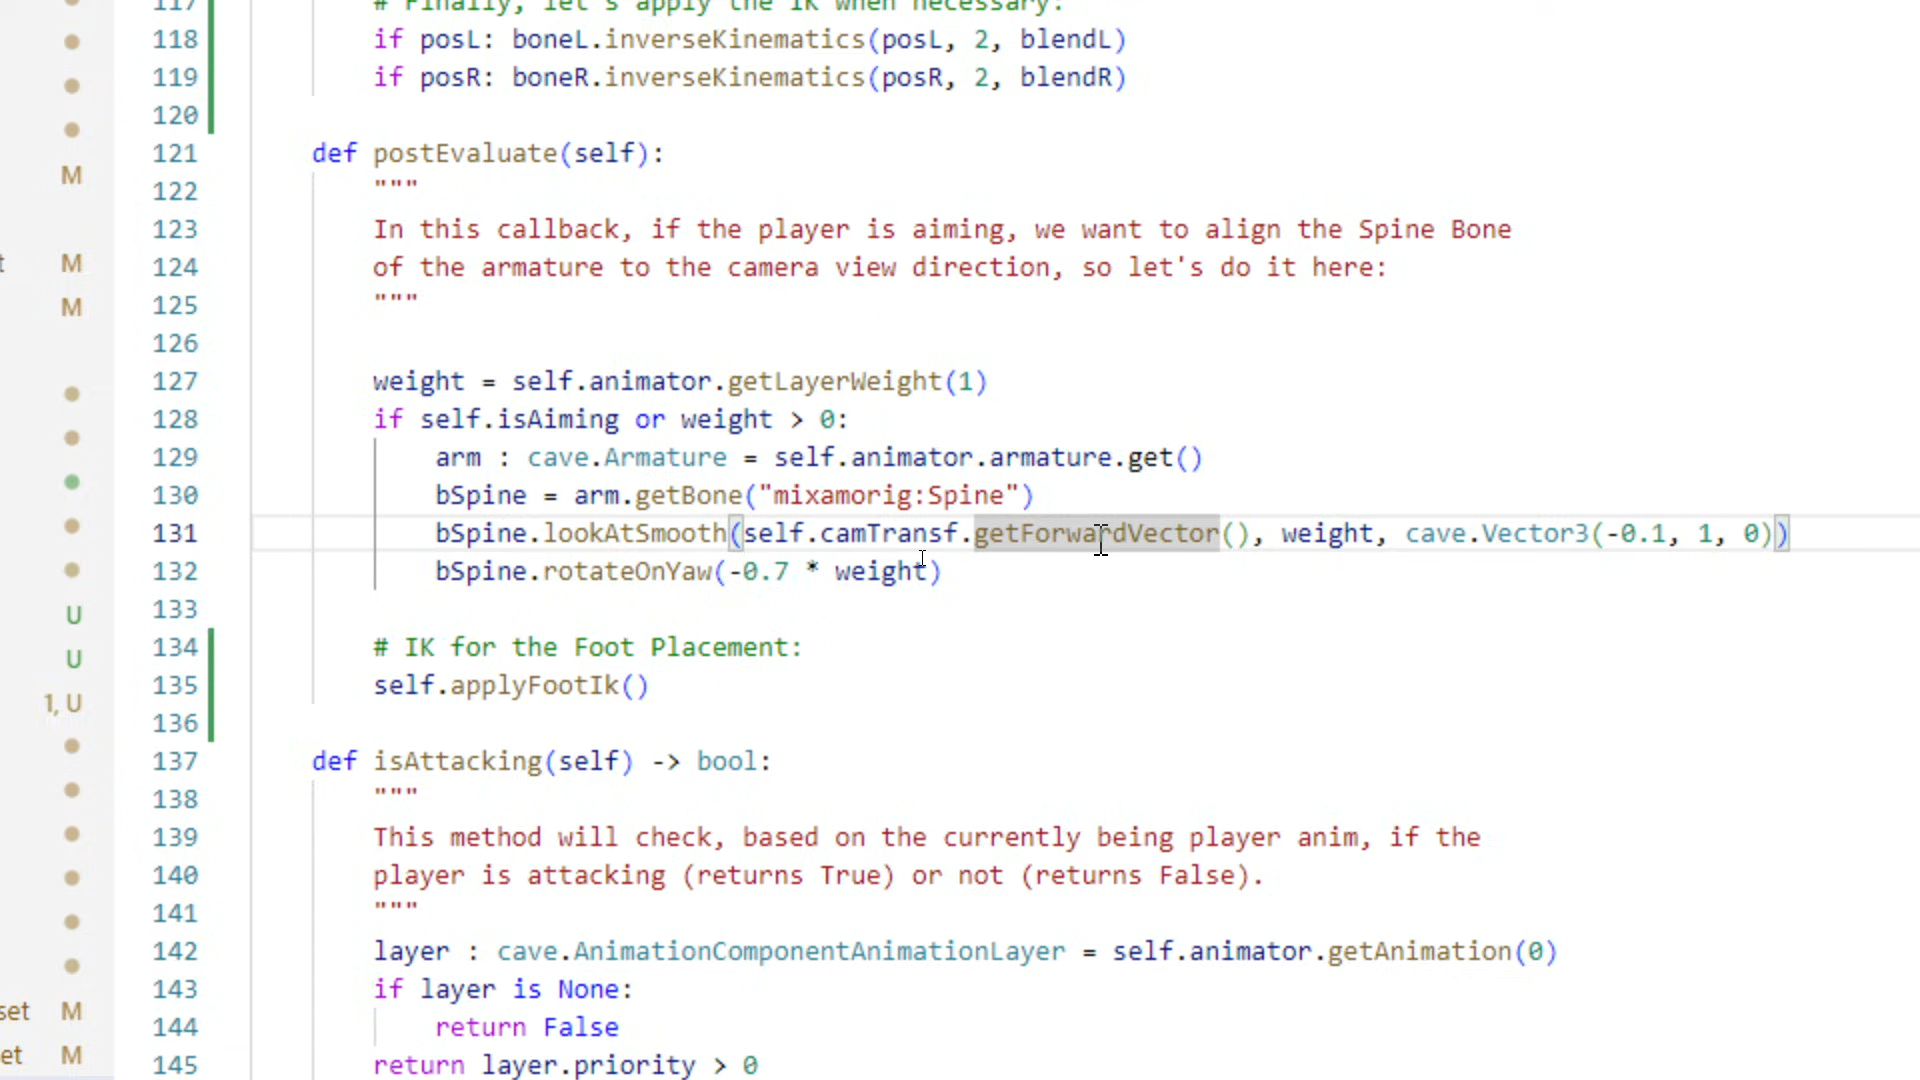 117 # Finally, let's apply the IK when necessary:
118 if posL: boneL.inverseKinematics(posL, 2, blendL)
119 if posR: boneR.inverseKinematics(posR, 2, blendR)
120
121 def postEvaluate(self):
M
122 """
123 In this callback, if the player is aiming, we want to align the Spine Bone
t M
124 of the armature to the camera view direction, so let's do it here:
M
125 """
126
127 weight = self.animator.getLayerWeight(1)
128 if self.isAiming or weight > 0:
129 arm : cave.Armature = self.animator.armature.get()
130 bSpine = arm.getBone("mixamorig:Spine")
131 bSpine.lookAtSmooth(self.camTransf.getForwardVector(), weight, cave.Vector3(-0.1, 1, 0))
132 bSpine.rotateOnYaw(-0.7 * weight)
U
133
134 # IK for the Foot Placement:
U
135 self.applyFootIk()
1, U
136
137 def isAttacking(self) -> bool:
138 """
139 This method will check, based on the currently being player anim, if the
140 player is attacking (returns True) or not (returns False).
141 """
142 layer : cave.AnimationComponentAnimationLayer = self.animator.getAnimation(0)
143 if layer is None:
set M
144 return False
et M
145 return layer.priority > 0